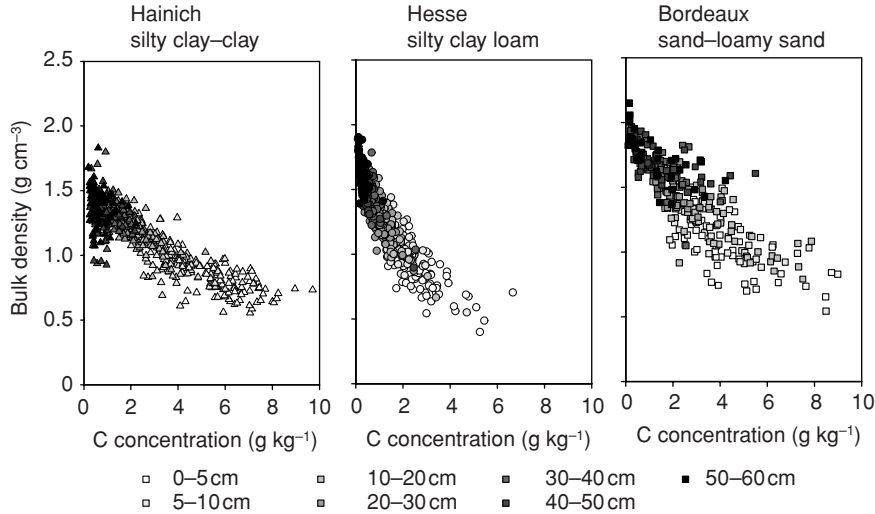 Hainich
silty clay–clay
Hesse
silty clay loam
Bordeaux
sand–loamy sand
Bulk density (g cm⁻³)
2.5
2.0
1.5
1.0
0.5
0
0 2 4 6 8 10
0 2 4 6 8 10
0 2 4 6 8 10
C concentration (g kg⁻¹)
C concentration (g kg⁻¹)
C concentration (g kg⁻¹)
0–5 cm
10–20 cm
30–40 cm
50–60 cm
5–10 cm
20–30 cm
40–50 cm